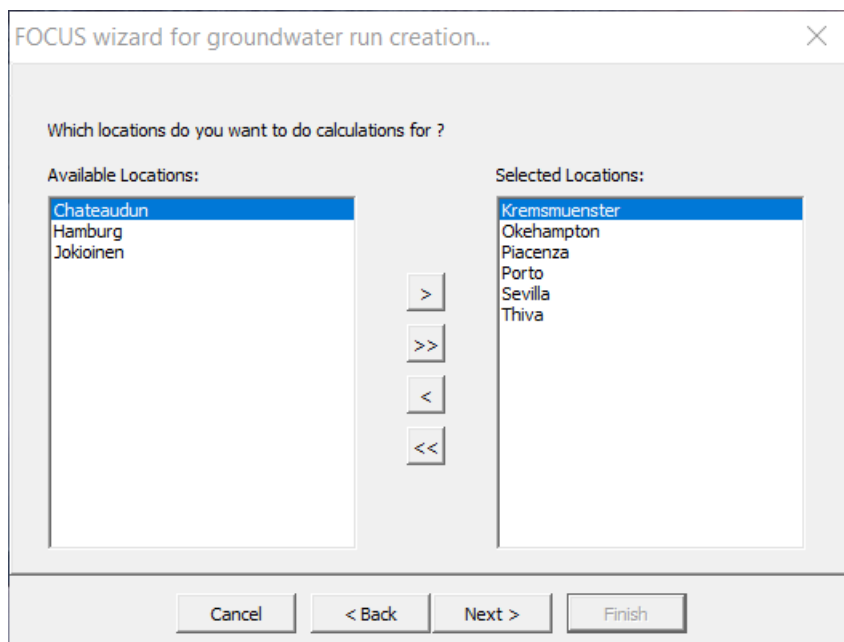 FOCUS wizard for groundwater run creation...
Which locations do you want to do calculations for ?
Available Locations:
Chateaudun
Hamburg
Jokioinen
>
>>
<
<<
Selected Locations:
Kremsmuenster
Okehampton
Piacenza
Porto
Sevilla
Thiva
Cancel
< Back
Next >
Finish